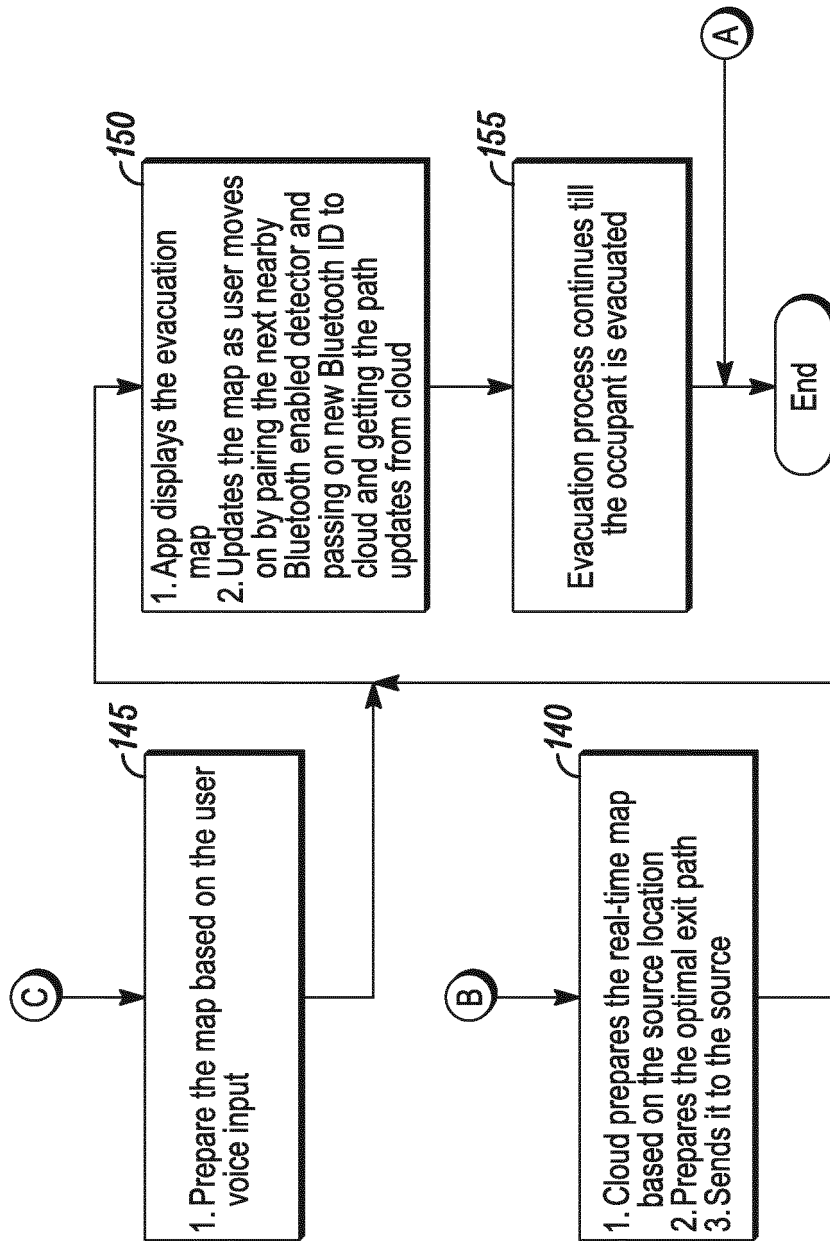 C
145
1. Prepare the map based on the user
voice input
B
140
1. Cloud prepares the real-time map
based on the source location
2. Prepares the optimal exit path
3. Sends it to the source
150
1. App displays the evacuation
map
2. Updates the map as user moves
on by pairing the next nearby
Bluetooth enabled detector and
passing on new Bluetooth ID to
cloud and getting the path
updates from cloud
155
Evacuation process continues till
the occupant is evacuated
A
End